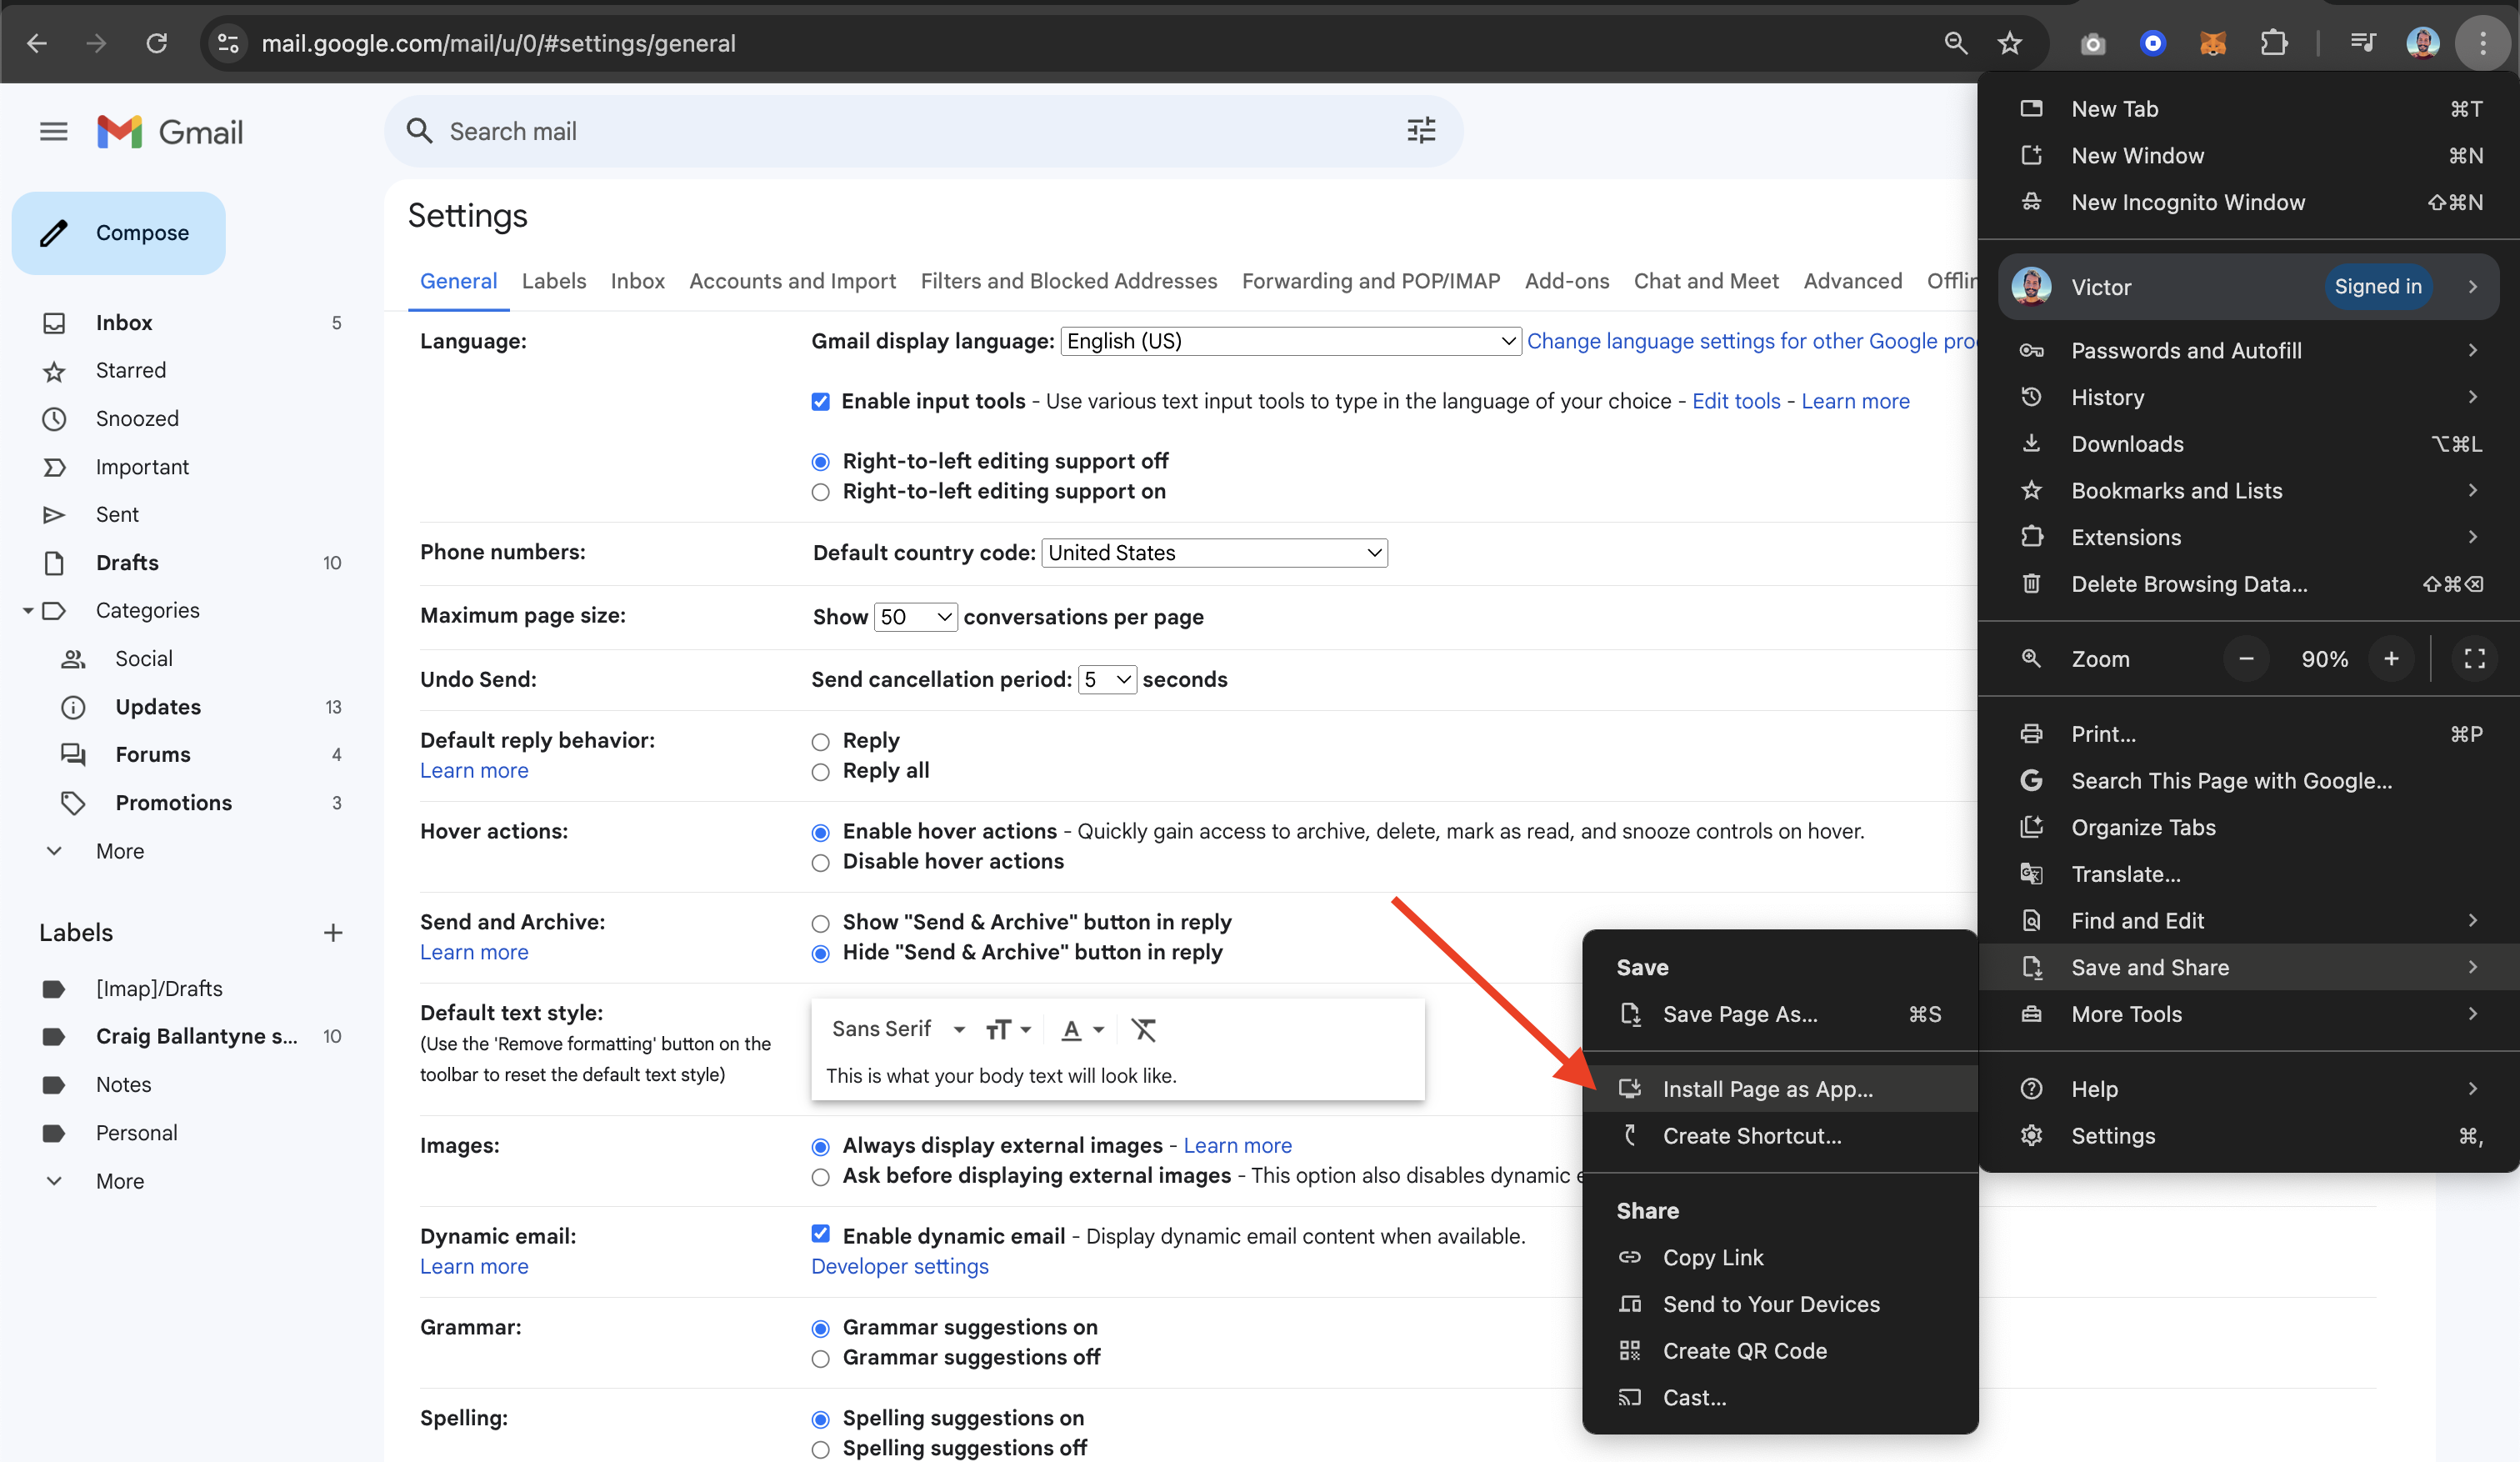 mail.google.com/mail/u/0/#settings/general
Gmail
Search mail
Compose
Inbox 5
Starred
Snoozed
Important
Sent
Drafts 10
Categories
Social
Updates 13
Forums 4
Promotions 3
More
Labels
[Imap]/Drafts
Craig Ballantyne s... 10
Notes
Personal
More
Settings
General Labels Inbox Accounts and Import Filters and Blocked Addresses Forwarding and POP/IMAP Add-ons Chat and Meet Advanced Offlin
Language:
Gmail display language: English (US) Change language settings for other Google pro
Enable input tools - Use various text input tools to type in the language of your choice - Edit tools - Learn more
Right-to-left editing support off
Right-to-left editing support on
Phone numbers:
Default country code: United States
Maximum page size:
Show 50 conversations per page
Undo Send:
Send cancellation period: 5 seconds
Default reply behavior:
Learn more
Reply
Reply all
Hover actions:
Enable hover actions - Quickly gain access to archive, delete, mark as read, and snooze controls on hover.
Disable hover actions
Send and Archive:
Learn more
Show "Send & Archive" button in reply
Hide "Send & Archive" button in reply
Default text style:
(Use the 'Remove formatting' button on the
toolbar to reset the default text style)
Sans Serif
This is what your body text will look like.
Images:
Always display external images - Learn more
Ask before displaying external images - This option also disables dynamic e
Dynamic email:
Learn more
Enable dynamic email - Display dynamic email content when available.
Developer settings
Grammar:
Grammar suggestions on
Grammar suggestions off
Spelling:
Spelling suggestions on
Spelling suggestions off
New Tab ⌘T
New Window ⌘N
New Incognito Window ⇧⌘N
Victor Signed in
Passwords and Autofill
History
Downloads ⌥⌘L
Bookmarks and Lists
Extensions
Delete Browsing Data... ⇧⌘⌫
Zoom − 90% +
Print... ⌘P
Search This Page with Google...
Organize Tabs
Translate...
Find and Edit
Save and Share
More Tools
Help
Settings ⌘,
Save
Save Page As... ⌘S
Install Page as App...
Create Shortcut...
Share
Copy Link
Send to Your Devices
Create QR Code
Cast...